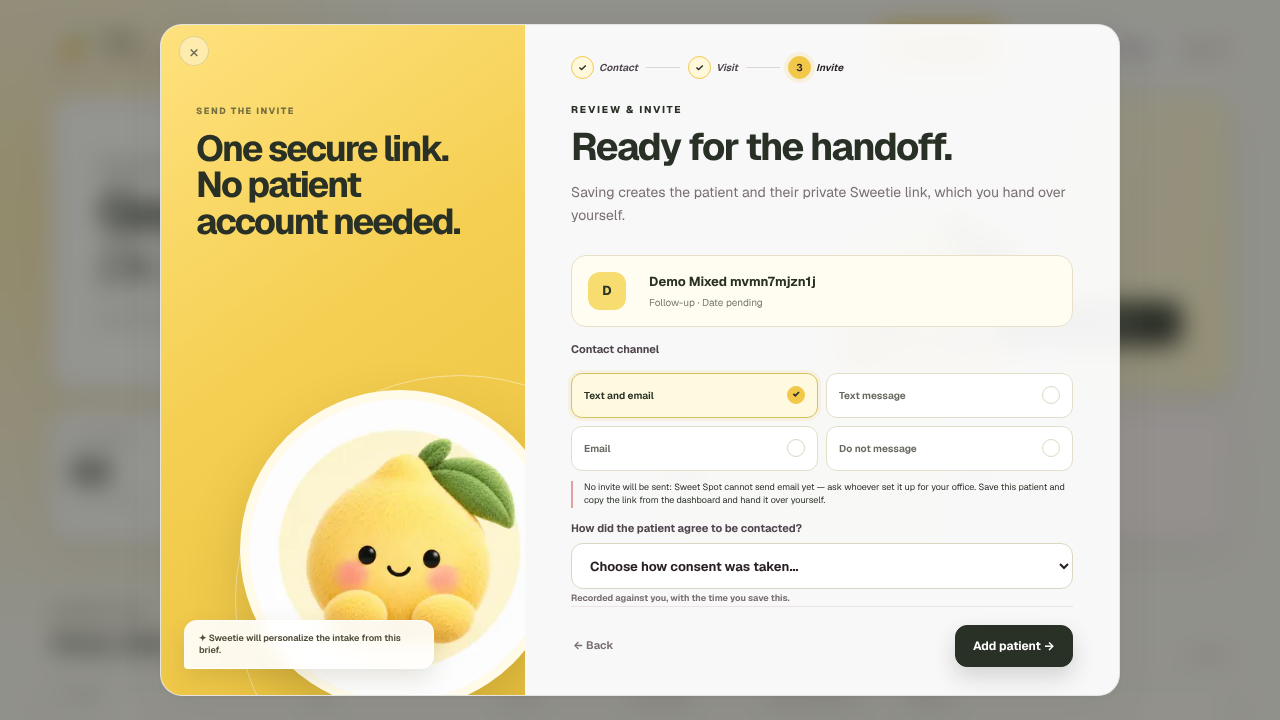 ×
SEND THE INVITE
One secure link.
No patient
account needed.
✦ Sweetie will personalize the intake from this
brief.
✓ Contact ✓ Visit 3 Invite
REVIEW & INVITE
Ready for the handoff.
Saving creates the patient and their private Sweetie link, which you hand over
yourself.
D
Demo Mixed mvmn7mjzn1j
Follow-up · Date pending
Contact channel
Text and email ✓
Text message
Email
Do not message
No invite will be sent: Sweet Spot cannot send email yet — ask whoever set it up for your office. Save this patient and
copy the link from the dashboard and hand it over yourself.
How did the patient agree to be contacted?
Choose how consent was taken...
Recorded against you, with the time you save this.
← Back
Add patient →